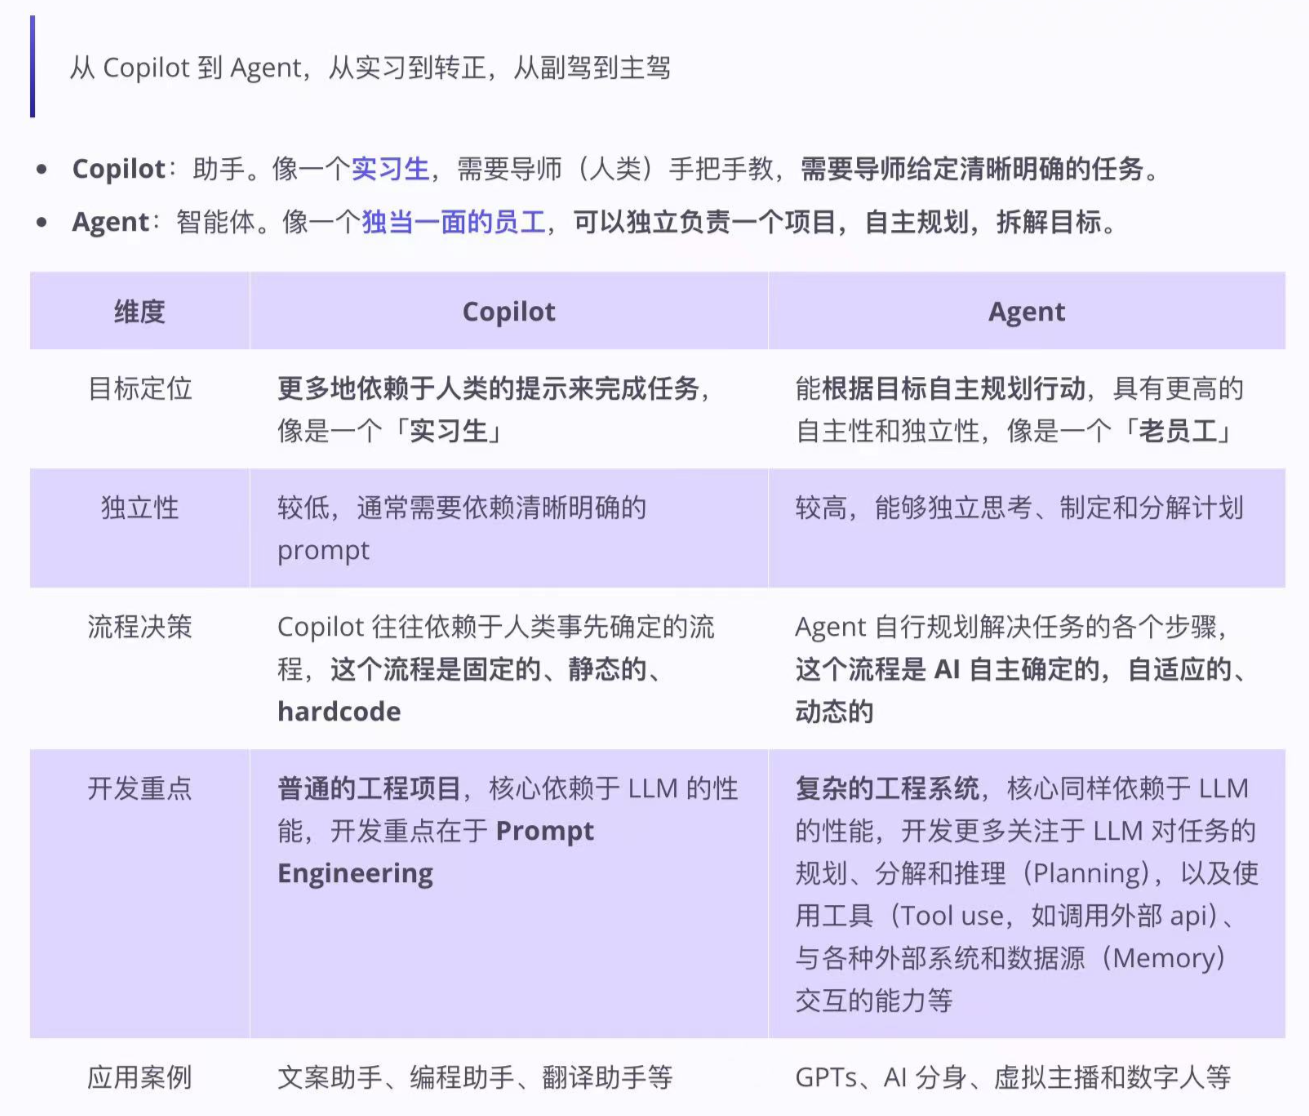 从 Copilot 到 Agent，从实习到转正，从副驾到主驾
Copilot：助手。像一个实习生，需要导师（人类）手把手教，需要导师给定清晰明确的任务。
Agent：智能体。像一个独当一面的员工，可以独立负责一个项目，自主规划，拆解目标。
维度 Copilot Agent
目标定位
更多地依赖于人类的提示来完成任务，
像是一个「实习生」
能根据目标自主规划行动，具有更高的
自主性和独立性，像是一个「老员工」
独立性
较低，通常需要依赖清晰明确的
prompt
较高，能够独立思考、制定和分解计划
流程决策
Copilot 往往依赖于人类事先确定的流
程，这个流程是固定的、静态的、
hardcode
Agent 自行规划解决任务的各个步骤，
这个流程是 AI 自主确定的，自适应的、
动态的
开发重点
普通的工程项目，核心依赖于 LLM 的性
能，开发重点在于 Prompt
Engineering
复杂的工程系统，核心同样依赖于 LLM
的性能，开发更多关注于 LLM 对任务的
规划、分解和推理（Planning），以及使
用工具（Tool use，如调用外部 api）、
与各种外部系统和数据源（Memory）
交互的能力等
应用案例
文案助手、编程助手、翻译助手等
GPTs、AI 分身、虚拟主播和数字人等